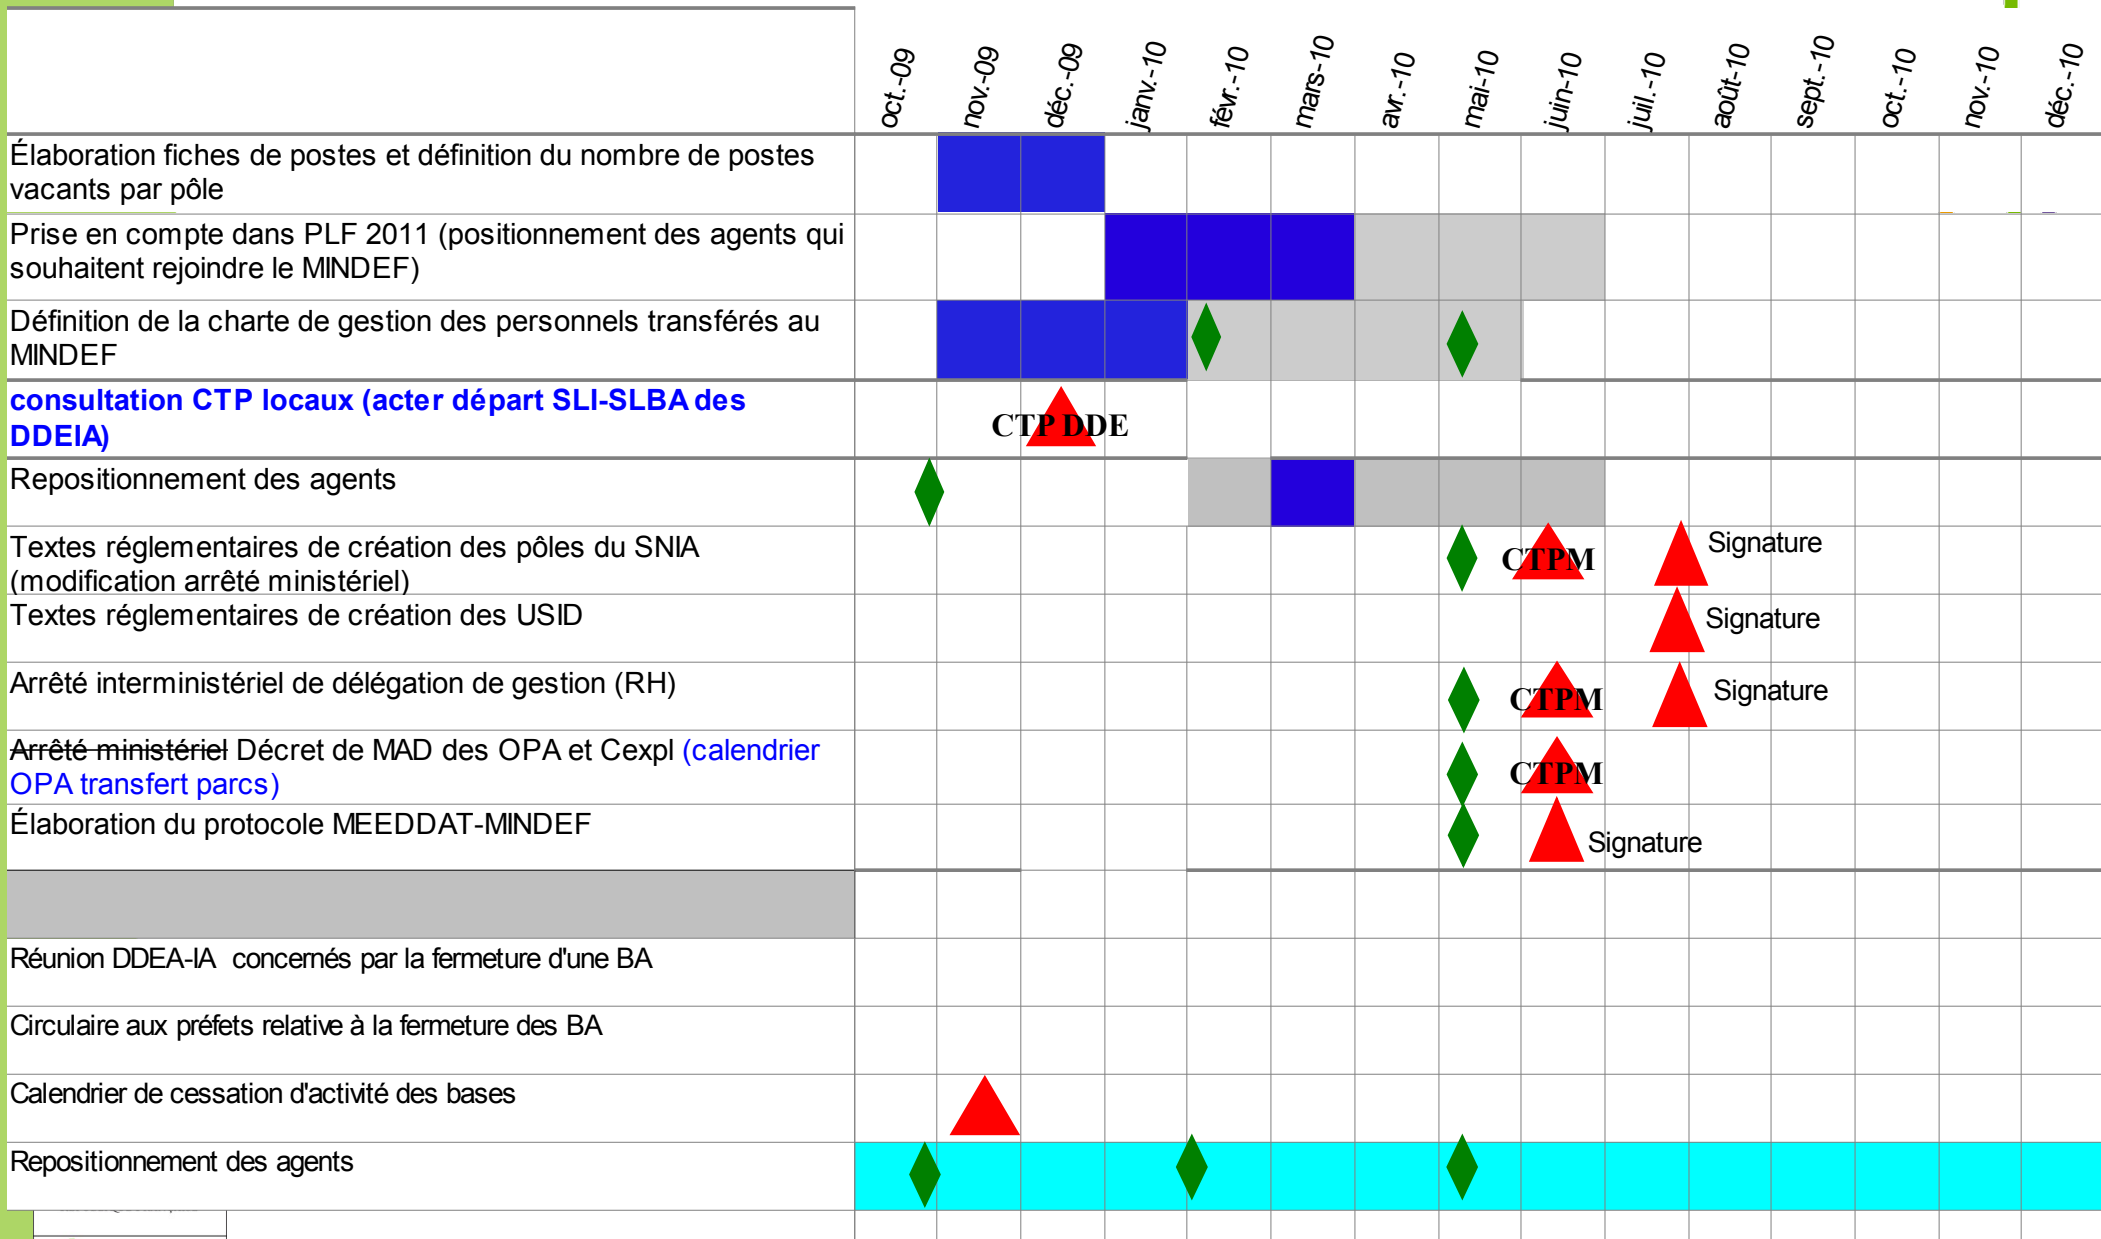 oct.-09 nov.-09 déc.-09 janv.-10 févr.-10 mars-10 avr.-10 mai-10 juin-10 juil.-10 août-10 sept.-10 oct.-10 nov.-10 déc.-10
Élaboration fiches de postes et définition du nombre de postes
vacants par pôle
Prise en compte dans PLF 2011 (positionnement des agents qui
souhaitent rejoindre le MINDEF)
Définition de la charte de gestion des personnels transférés au
MINDEF
consultation CTP locaux (acter départ SLI-SLBA des
DDEIA)
CTP DDE
Repositionnement des agents
Textes réglementaires de création des pôles du SNIA
(modification arrêté ministériel)
CTPM
Signature
Textes réglementaires de création des USID
Signature
Arrêté interministériel de délégation de gestion (RH)
CTPM
Signature
Arrêté ministériel Décret de MAD des OPA et Cexpl (calendrier
OPA transfert parcs)
CTPM
Élaboration du protocole MEEDDAT-MINDEF
Signature
Réunion DDEA-IA concernés par la fermeture d'une BA
Circulaire aux préfets relative à la fermeture des BA
Calendrier de cessation d'activité des bases
Repositionnement des agents